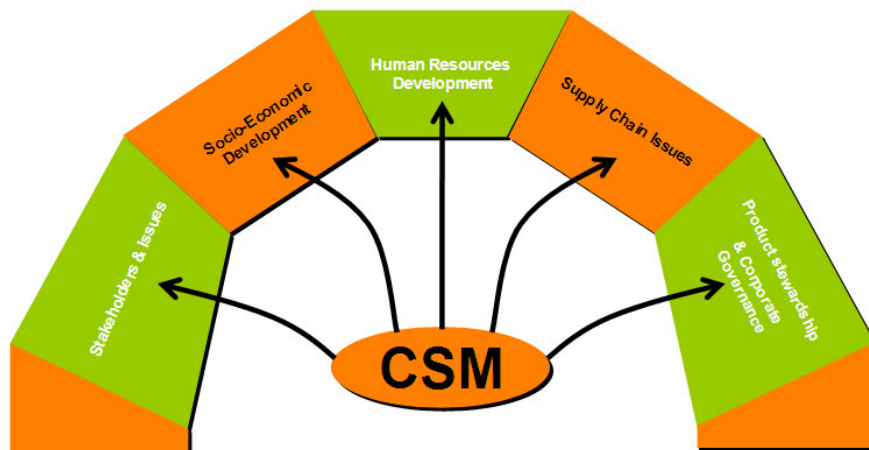 Human Resources
Development
Socio-Economic
Development
Supply Chain Issues
Stakeholders & Issues
Product stewardship
& Corporate
Governance
CSM